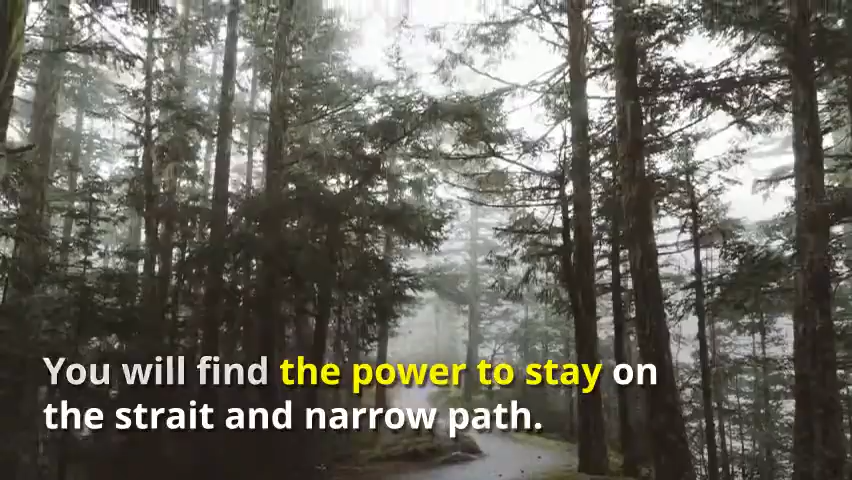 You will find the power to stay on
the strait and narrow path.